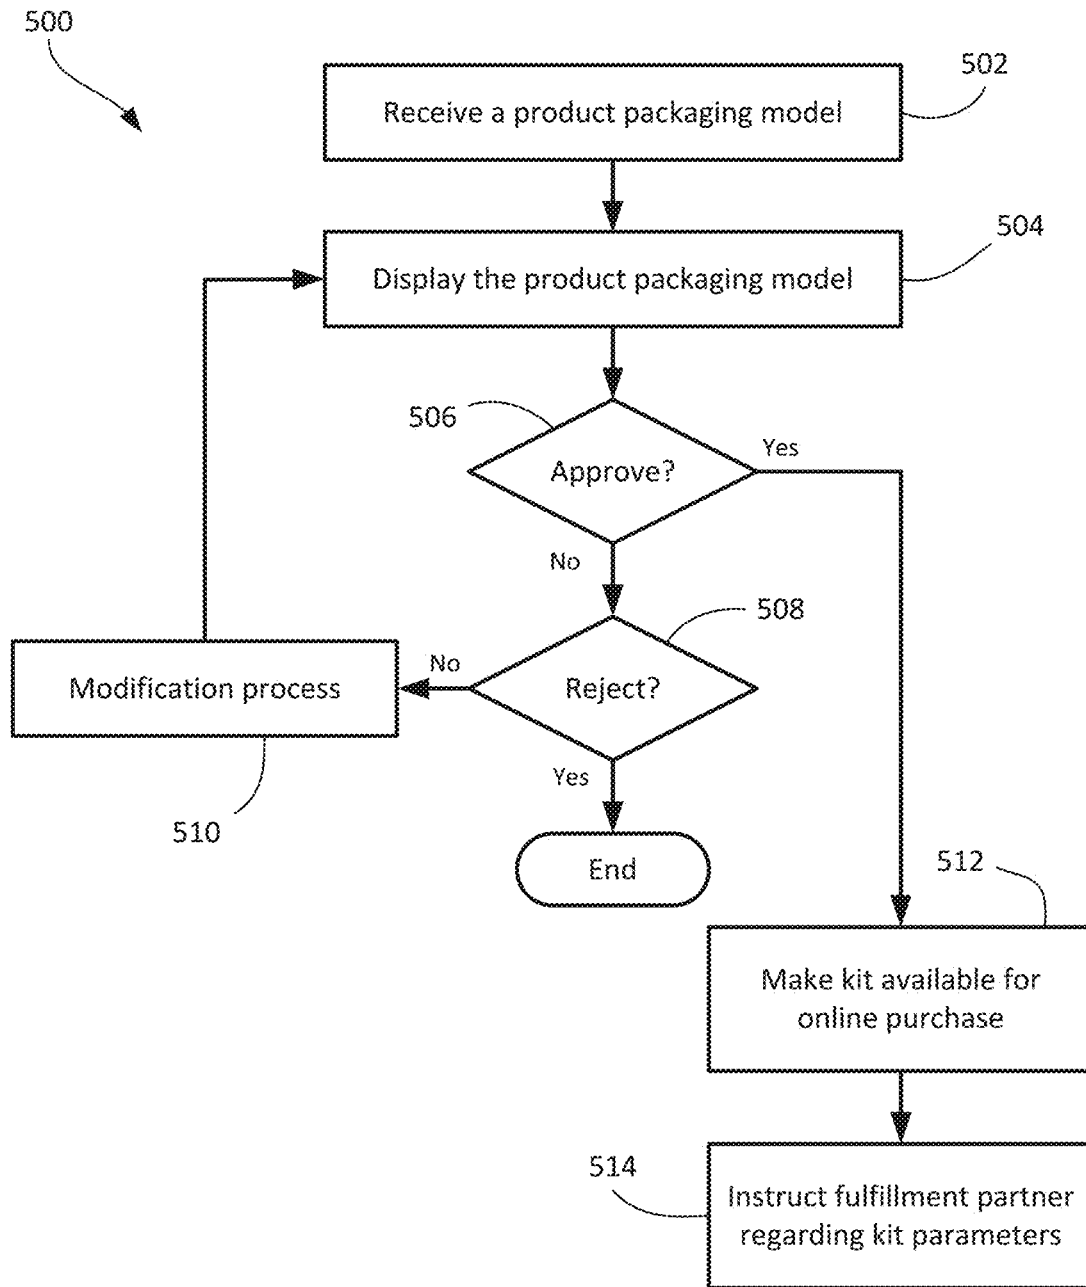 500
502
Receive a product packaging model
504
Display the product packaging model
506
Yes
Approve?
No
508
No
Reject?
Modification process
Yes
510
End
512
Make kit available for
online purchase
514
Instruct fulfillment partner
regarding kit parameters